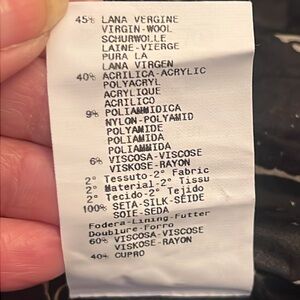 45% LANA VERGINE
VIRGIN-WOOL
SCHURWOLLE
LAINE-VIERGE
PURA LÃ
LANA VIRGEN
40% ACRILICA-ACRYLIC
POLYACRYL
ACRYLIQUE
ACRILICO
9% POLIAMMIDICA
NYLON-POLYAMID
POLYAMIDE
POLIAMIDA
POLIAMMIDA
6% VISCOSA-VISCOSE
VISKOSE-RAYON
2° Tessuto-2° Fabric
2° Material-2° Tissu
2° Tecido-2° Tejido
100% SETA-SILK-SEIDE
SOIE-SEDA
Fodera-Lining-Futter
Doublure-Forro
60% VISCOSA-VISCOSE
VISKOSE-RAYON
40% CUPRO